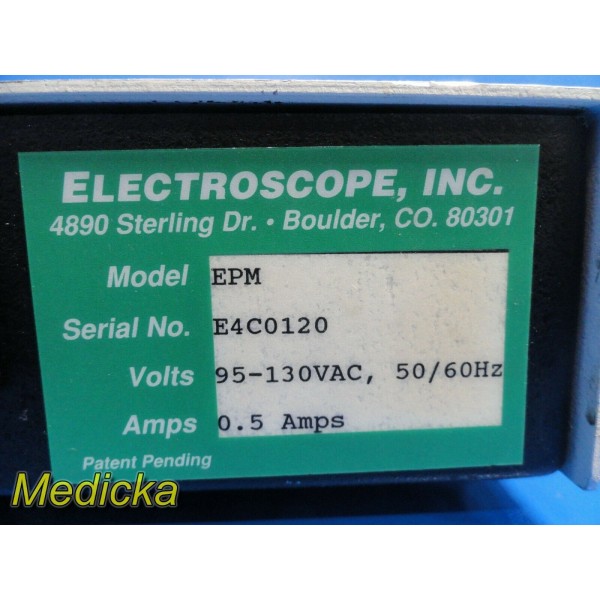 ELECTROSCOPE, INC.
4890 Sterling Dr. • Boulder, CO. 80301
Model EPM
Serial No. E4C0120
Volts 95-130VAC, 50/60Hz
Amps 0.5 Amps
Patent Pending
Medicka